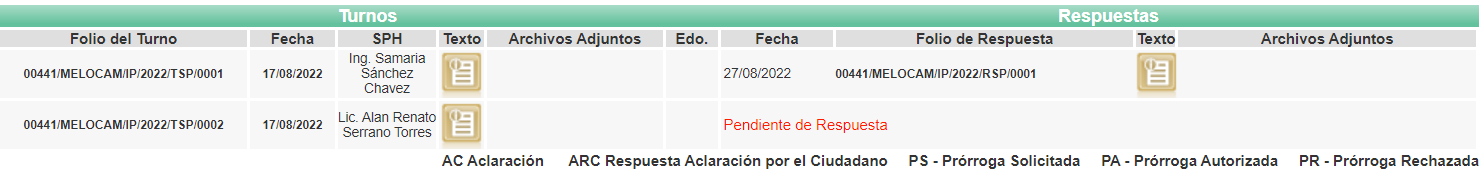 Turnos Respuestas
Folio del Turno Fecha SPH Texto Archivos Adjuntos Edo. Fecha Folio de Respuesta Texto Archivos Adjuntos
00441/MELOCAM/IP/2022/TSP/0001 17/08/2022 Ing. Samaria Sánchez Chavez 27/08/2022 00441/MELOCAM/IP/2022/RSP/0001
00441/MELOCAM/IP/2022/TSP/0002 17/08/2022 Lic. Alan Renato Serrano Torres Pendiente de Respuesta
AC Aclaración ARC Respuesta Aclaración por el Ciudadano PS - Prórroga Solicitada PA - Prórroga Autorizada PR - Prórroga Rechazada